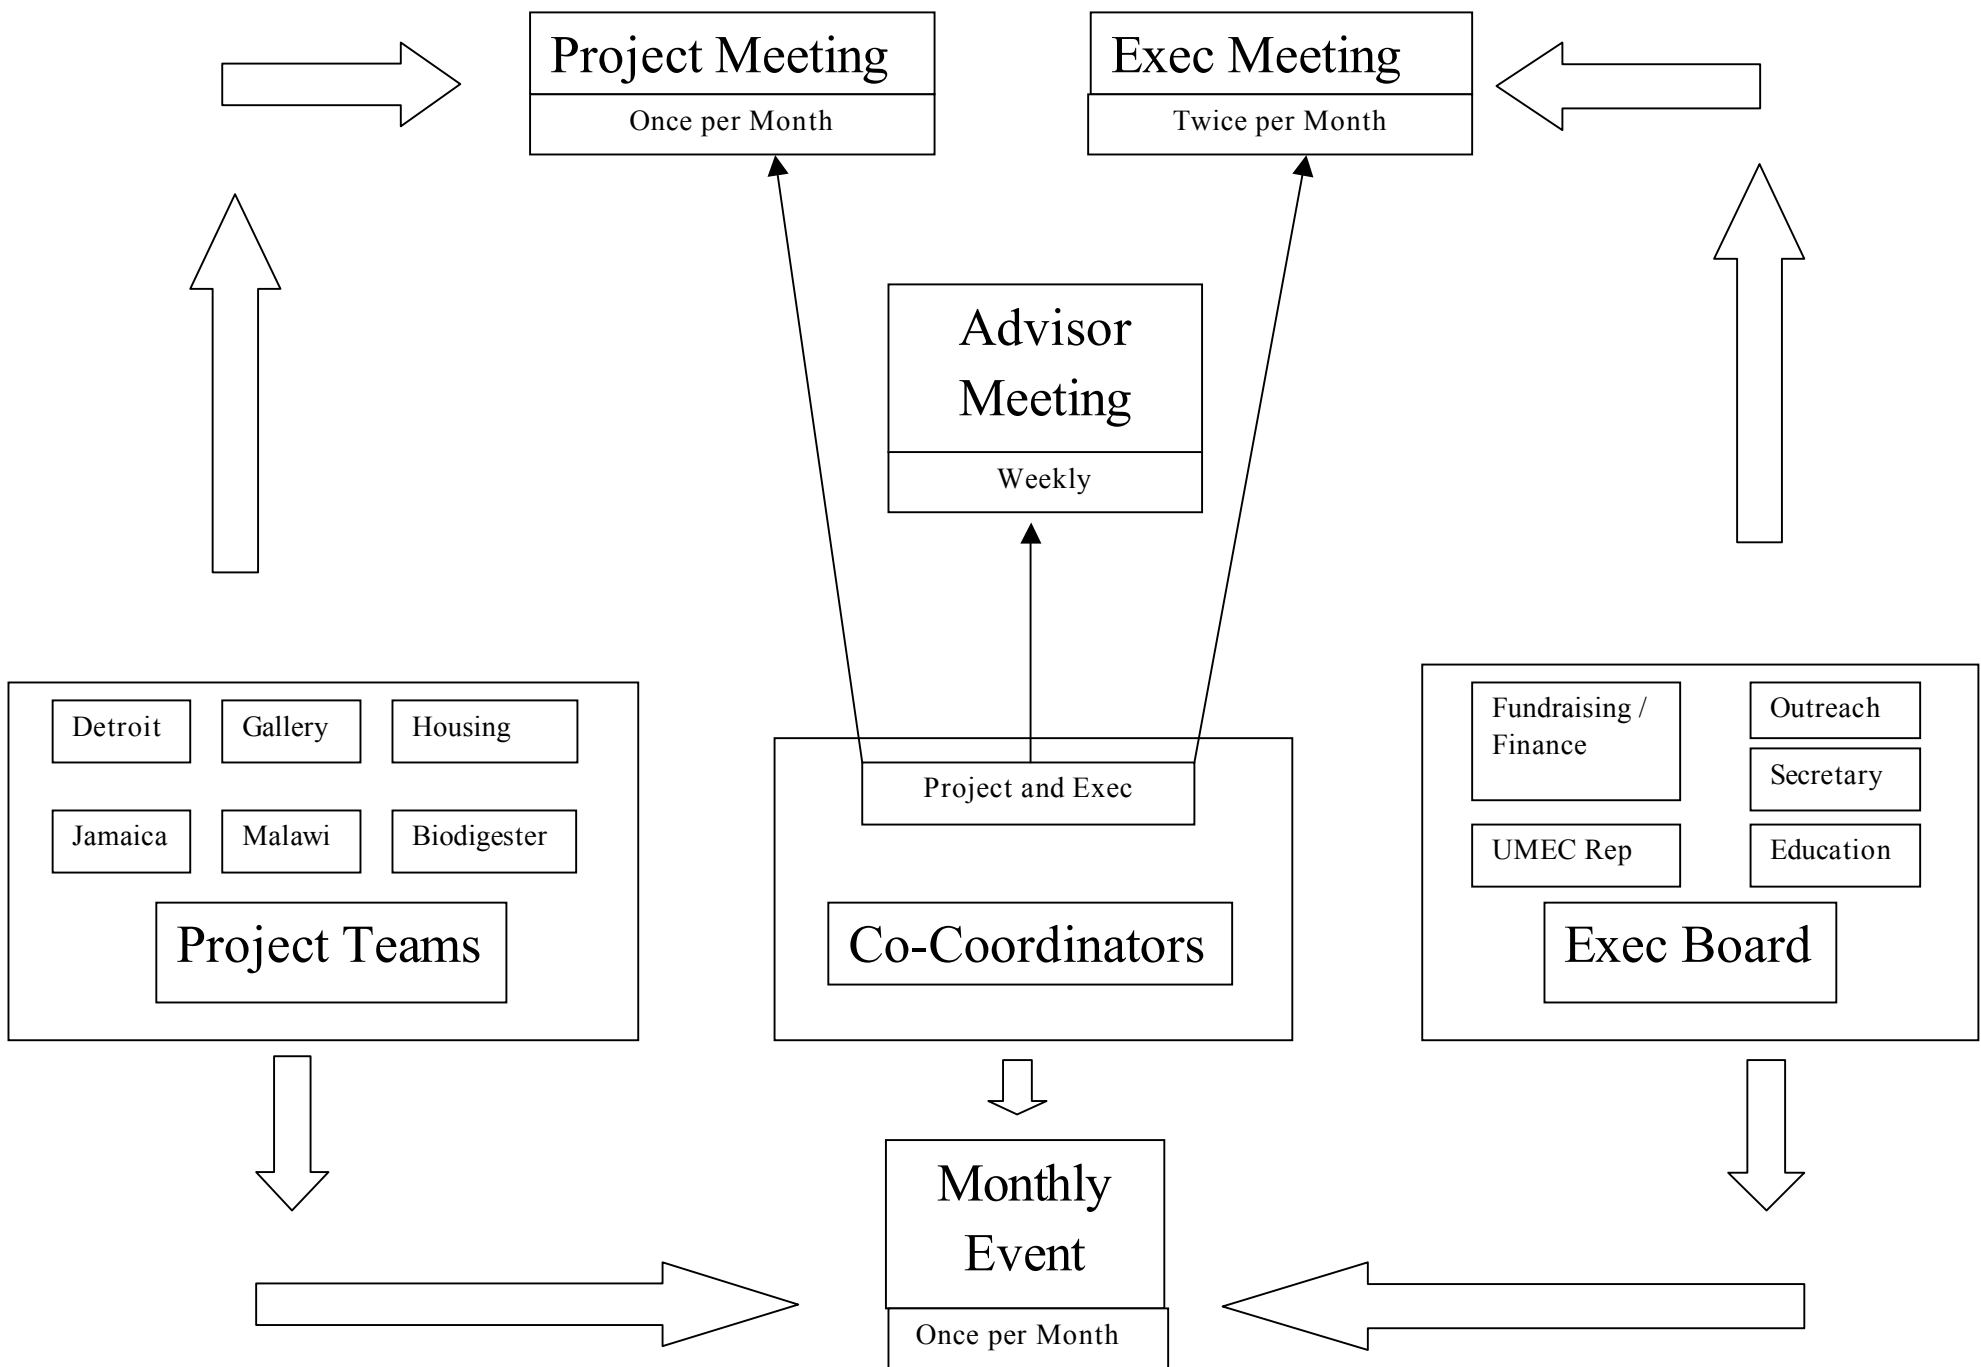 Project Meeting
Once per Month
Exec Meeting
Twice per Month
Advisor
Meeting
Weekly
Detroit
Gallery
Housing
Jamaica
Malawi
Biodigester
Project Teams
Project and Exec
Co-Coordinators
Fundraising /
Finance
Outreach
Secretary
UMEC Rep
Education
Exec Board
Monthly
Event
Once per Month